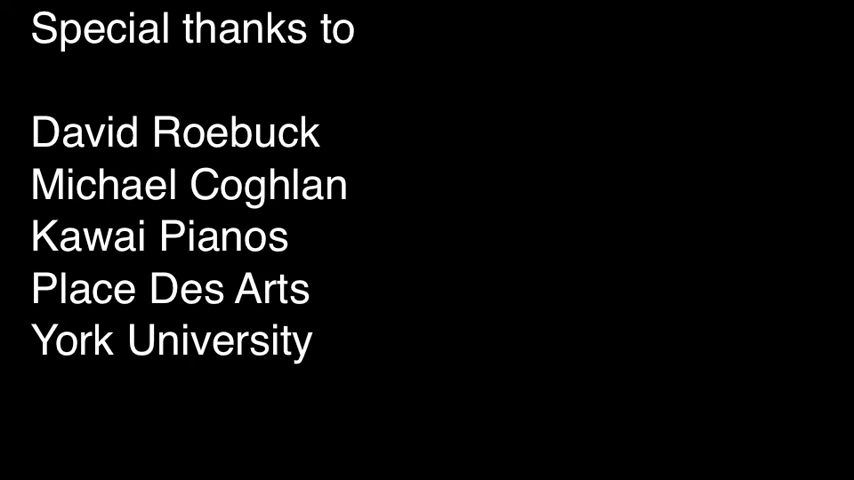 Special thanks to
David Roebuck
Michael Coghlan
Kawai Pianos
Place Des Arts
York University